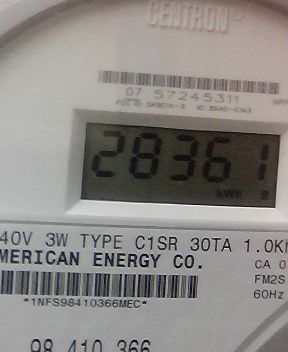 CENTRON®
07 57245311
28361
kWh
40V 3W TYPE C1SR 30TA 1.0K
MERICAN ENERGY CO.
CA 0
FM2S
60Hz
*1NFS98410366MEC*
98 410 366